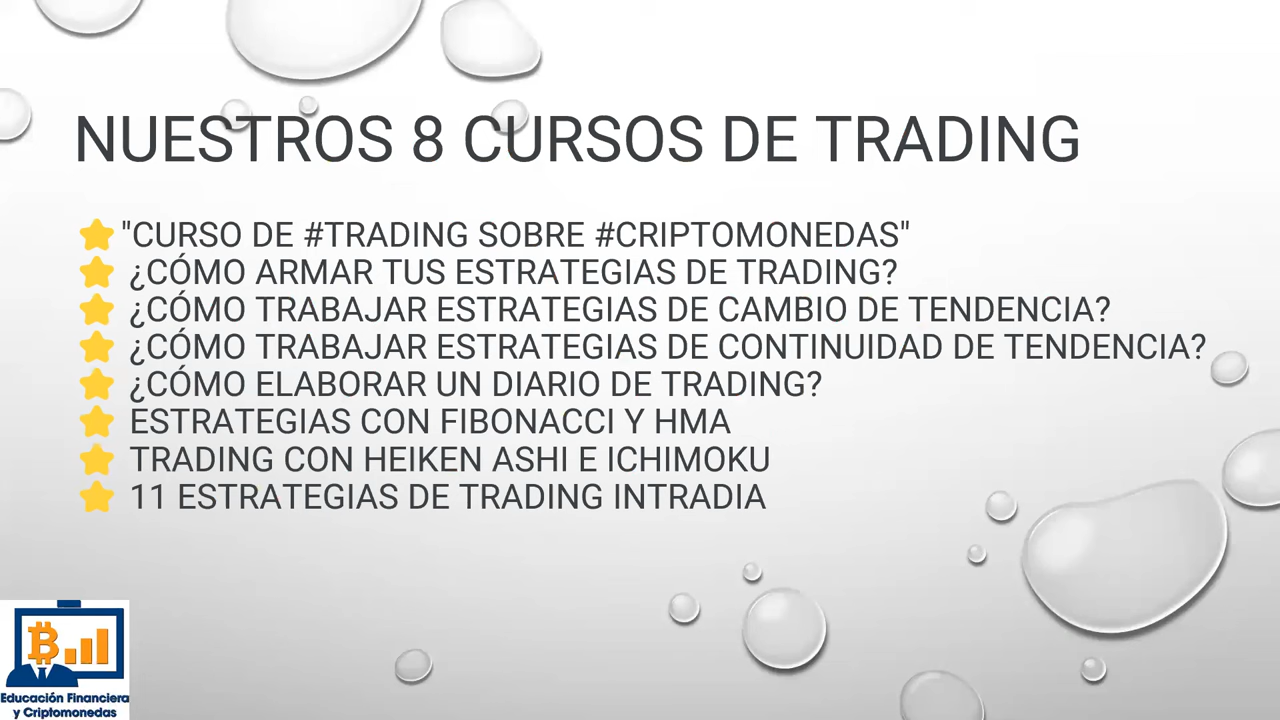 NUESTROS 8 CURSOS DE TRADING
"CURSO DE #TRADING SOBRE #CRIPTOMONEDAS"
¿CÓMO ARMAR TUS ESTRATEGIAS DE TRADING?
¿CÓMO TRABAJAR ESTRATEGIAS DE CAMBIO DE TENDENCIA?
¿CÓMO TRABAJAR ESTRATEGIAS DE CONTINUIDAD DE TENDENCIA?
¿CÓMO ELABORAR UN DIARIO DE TRADING?
ESTRATEGIAS CON FIBONACCI Y HMA
TRADING CON HEIKEN ASHI E ICHIMOKU
11 ESTRATEGIAS DE TRADING INTRADIA
Educación Financiera
y Criptomonedas